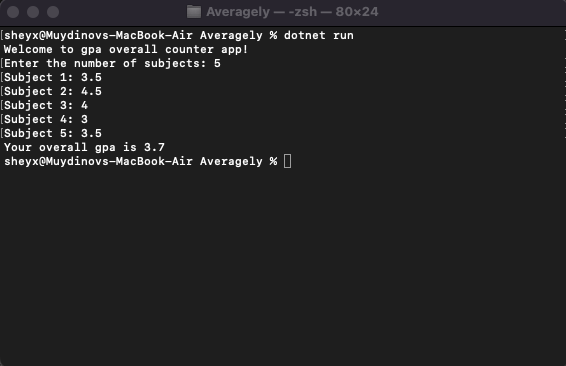 Averagely — -zsh — 80×24
[sheyx@Muydinovs-MacBook-Air Averagely % dotnet run
Welcome to gpa overall counter app!
[Enter the number of subjects: 5
[Subject 1: 3.5
[Subject 2: 4.5
[Subject 3: 4
[Subject 4: 3
[Subject 5: 3.5
Your overall gpa is 3.7
sheyx@Muydinovs-MacBook-Air Averagely %